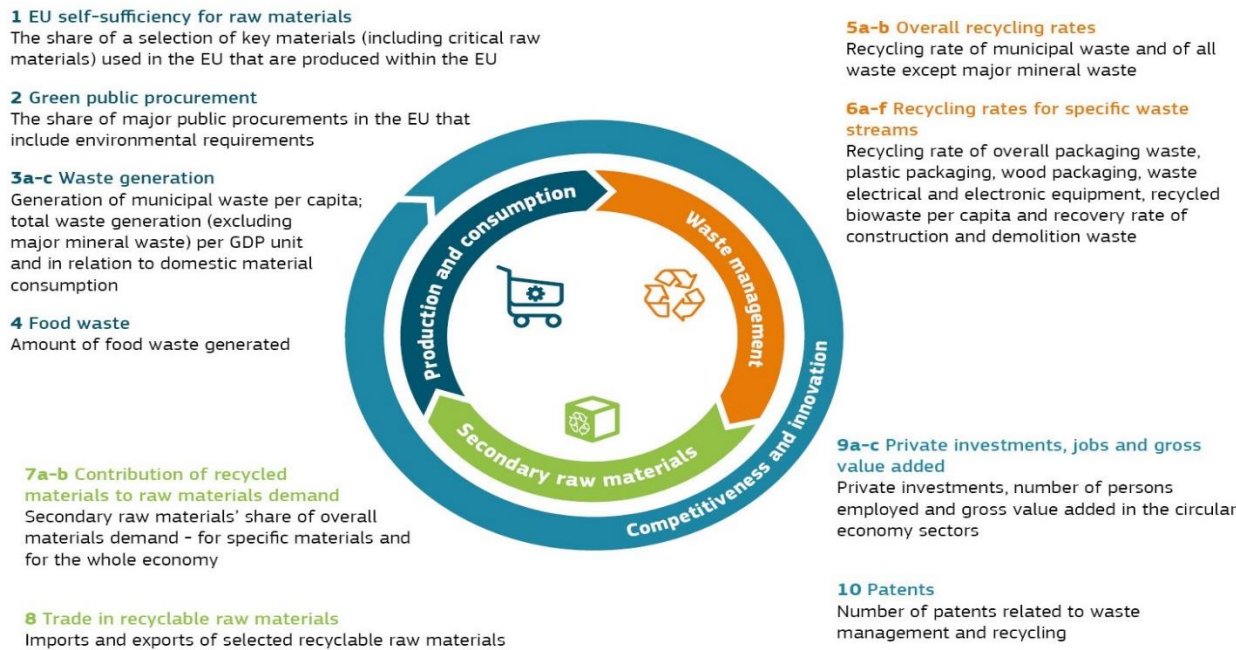 1 EU self-sufficiency for raw materials
The share of a selection of key materials (including critical raw
materials) used in the EU that are produced within the EU
2 Green public procurement
The share of major public procurements in the EU that
include environmental requirements
3a-c Waste generation
Generation of municipal waste per capita;
total waste generation (excluding
major mineral waste) per GDP unit
and in relation to domestic material
consumption
4 Food waste
Amount of food waste generated
5a-b Overall recycling rates
Recycling rate of municipal waste and of all
waste except major mineral waste
6a-f Recycling rates for specific waste
streams
Recycling rate of overall packaging waste,
plastic packaging, wood packaging, waste
electrical and electronic equipment, recycled
biowaste per capita and recovery rate of
construction and demolition waste
Production and consumption
Waste management
Secondary raw materials
Competitiveness and innovation
7a-b Contribution of recycled
materials to raw materials demand
Secondary raw materials' share of overall
materials demand - for specific materials and
for the whole economy
8 Trade in recyclable raw materials
Imports and exports of selected recyclable raw materials
9a-c Private investments, jobs and gross
value added
Private investments, number of persons
employed and gross value added in the circular
economy sectors
10 Patents
Number of patents related to waste
management and recycling